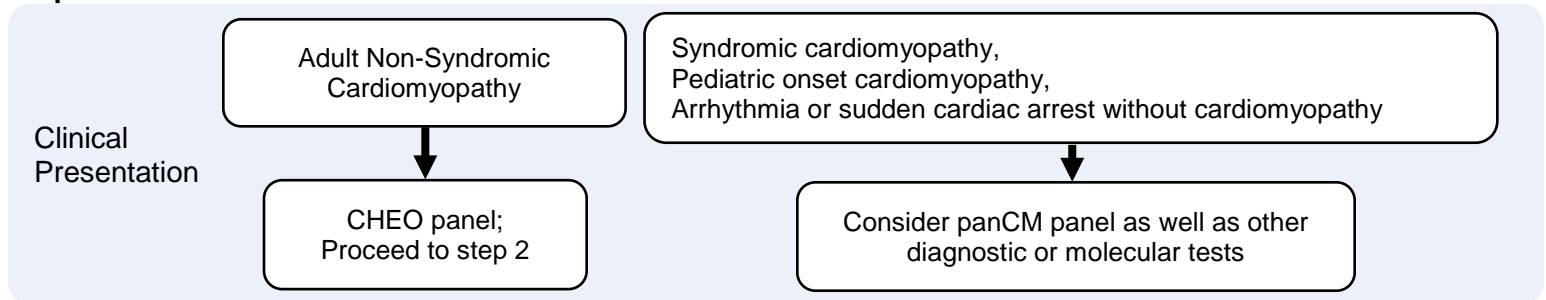 Clinical
Presentation
Adult Non-Syndromic
Cardiomyopathy
CHEO panel;
Proceed to step 2
Syndromic cardiomyopathy,
Pediatric onset cardiomyopathy,
Arrhythmia or sudden cardiac arrest without cardiomyopathy
Consider panCM panel as well as other
diagnostic or molecular tests